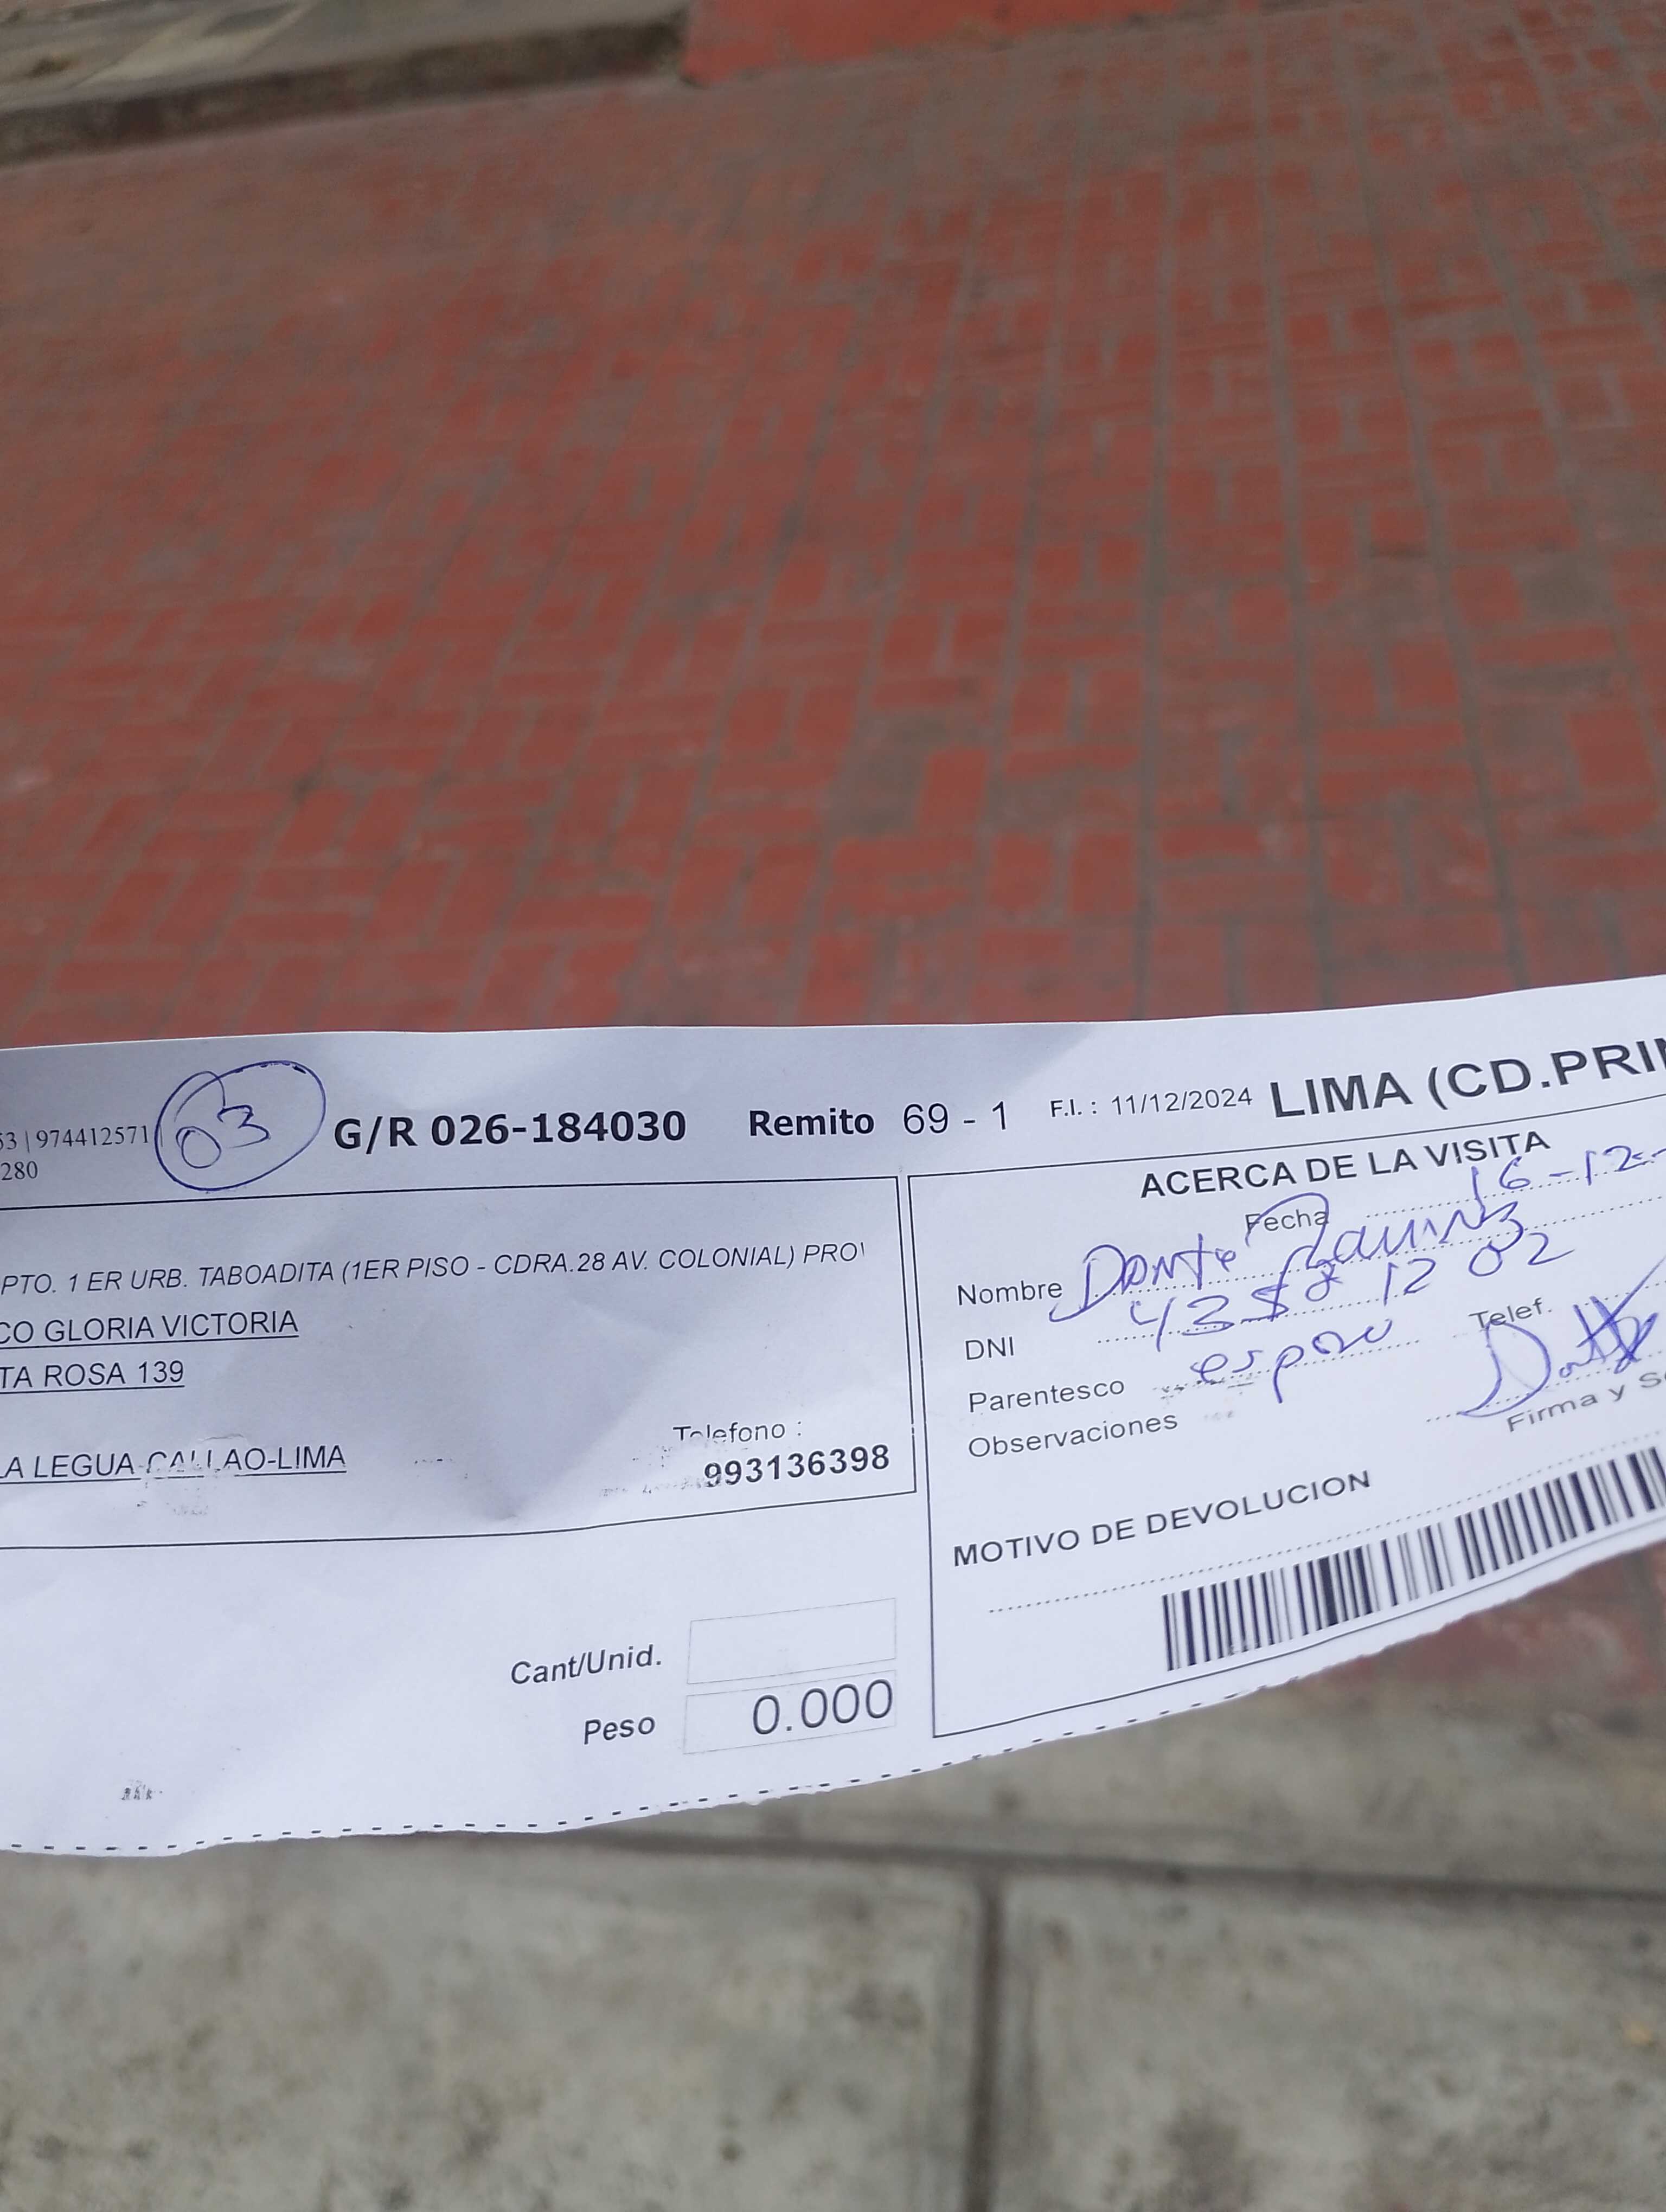 53 | 974412571
280
03
G/R 026-184030 Remito 69 - 1 F.I. : 11/12/2024 LIMA (CD.PRI
PTO. 1 ER URB. TABOADITA (1ER PISO - CDRA.28 AV. COLONIAL) PRO
CO GLORIA VICTORIA
TA ROSA 139
LA LEGUA CALLAO-LIMA
Telefono :
993136398
Cant/Unid.
Peso 0.000
ACERCA DE LA VISITA
Fecha 16-12-
Nombre Dante Ramirez
DNI 43581202
Parentesco esposo Telef.
Observaciones
Firma y S
MOTIVO DE DEVOLUCION